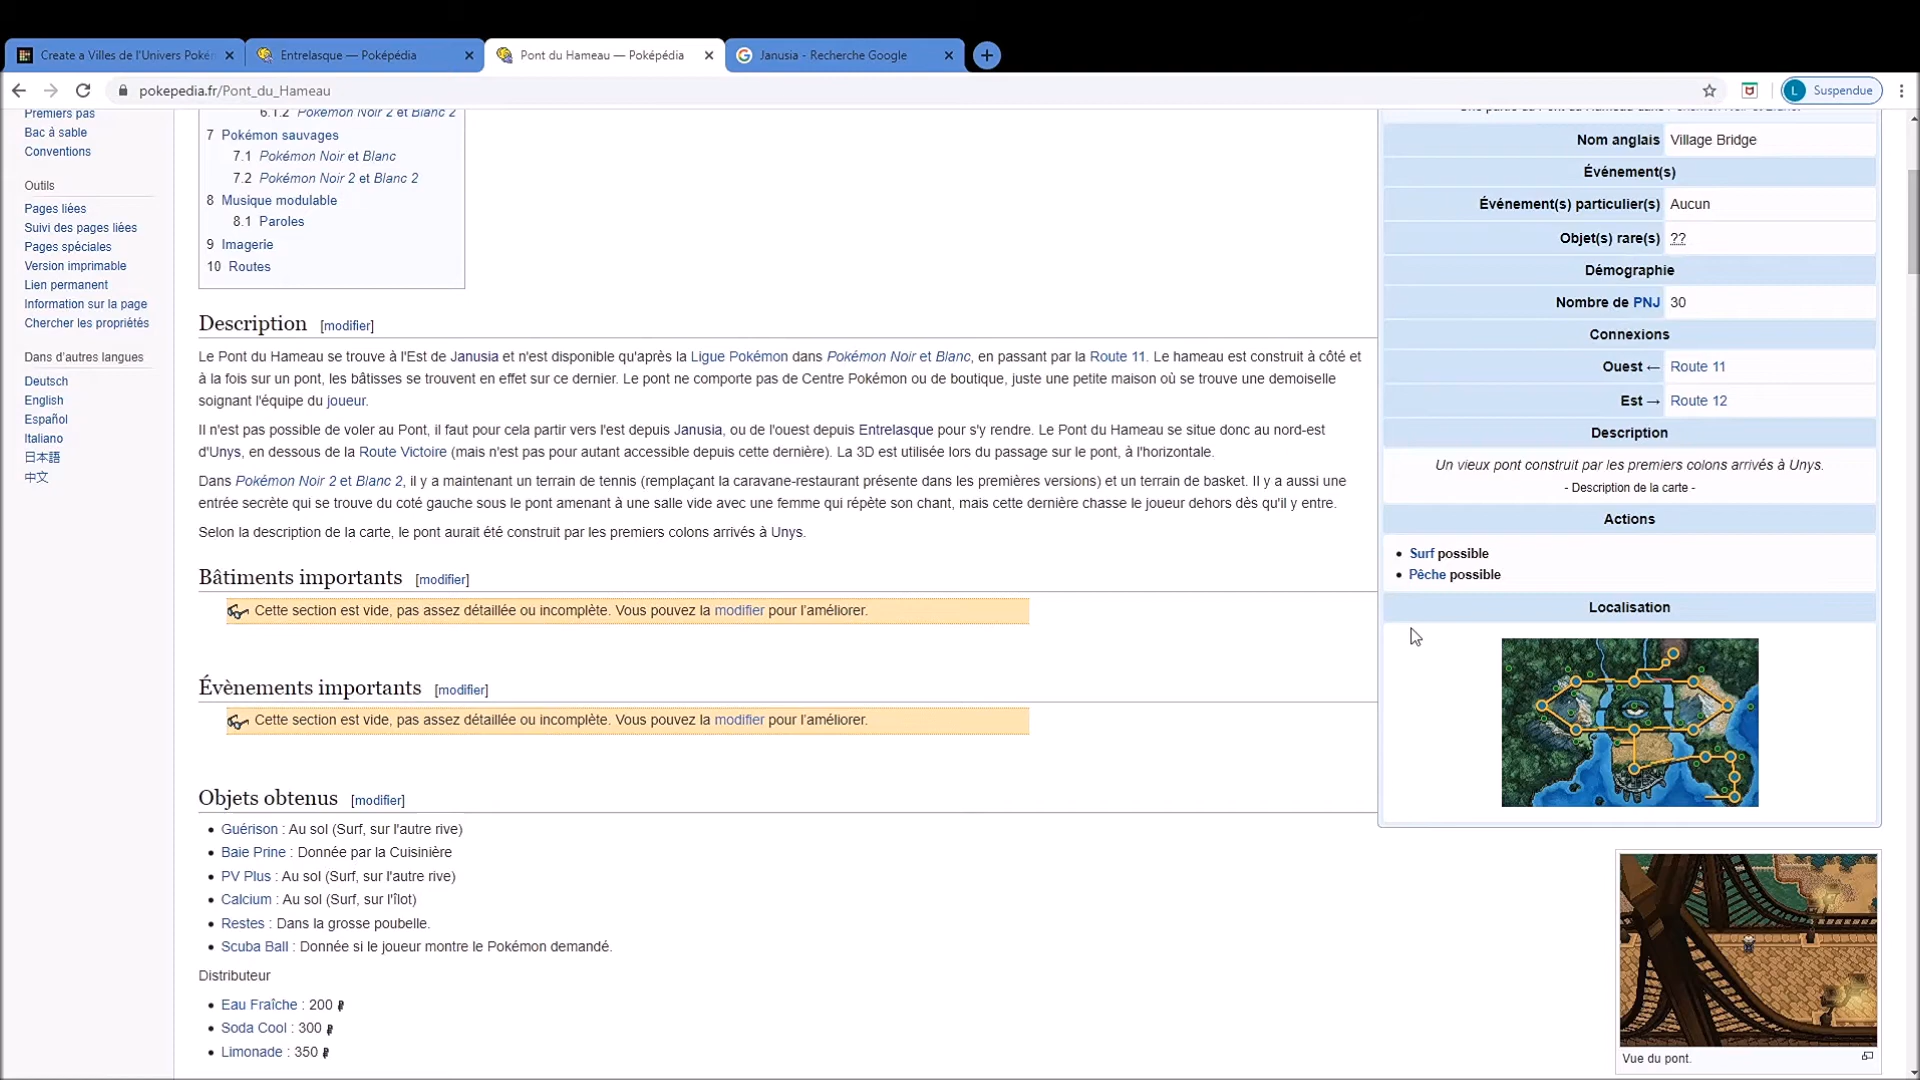 Create a Villes de l'Univers Poké
Entrelasque — Poképédia
Pont du Hameau — Poképédia
Janusia - Recherche Google
pokepedia.fr/Pont_du_Hameau
L Suspendue
Premiers pas
Bac à sable
Conventions
Outils
Pages liées
Suivi des pages liées
Pages spéciales
Version imprimable
Lien permanent
Information sur la page
Chercher les propriétés
Dans d'autres langues
Deutsch
English
Español
Italiano
日本語
中文
6.1.2 Pokémon Noir 2 et Blanc 2
7 Pokémon sauvages
7.1 Pokémon Noir et Blanc
7.2 Pokémon Noir 2 et Blanc 2
8 Musique modulable
8.1 Paroles
9 Imagerie
10 Routes
Description [modifier]
Le Pont du Hameau se trouve à l'Est de Janusia et n'est disponible qu'après la Ligue Pokémon dans Pokémon Noir et Blanc, en passant par la Route 11. Le hameau est construit à côté et
à la fois sur un pont, les bâtisses se trouvent en effet sur ce dernier. Le pont ne comporte pas de Centre Pokémon ou de boutique, juste une petite maison où se trouve une demoiselle
soignant l'équipe du joueur.
Il n'est pas possible de voler au Pont, il faut pour cela partir vers l'est depuis Janusia, ou de l'ouest depuis Entrelasque pour s'y rendre. Le Pont du Hameau se situe donc au nord-est
d'Unys, en dessous de la Route Victoire (mais n'est pas pour autant accessible depuis cette dernière). La 3D est utilisée lors du passage sur le pont, à l'horizontale.
Dans Pokémon Noir 2 et Blanc 2, il y a maintenant un terrain de tennis (remplaçant la caravane-restaurant présente dans les premières versions) et un terrain de basket. Il y a aussi une
entrée secrète qui se trouve du coté gauche sous le pont amenant à une salle vide avec une femme qui répète son chant, mais cette dernière chasse le joueur dehors dès qu'il y entre.
Selon la description de la carte, le pont aurait été construit par les premiers colons arrivés à Unys.
Bâtiments importants [modifier]
Cette section est vide, pas assez détaillée ou incomplète. Vous pouvez la modifier pour l'améliorer.
Évènements importants [modifier]
Cette section est vide, pas assez détaillée ou incomplète. Vous pouvez la modifier pour l'améliorer.
Objets obtenus [modifier]
Guérison : Au sol (Surf, sur l'autre rive)
Baie Prine : Donnée par la Cuisinière
PV Plus : Au sol (Surf, sur l'autre rive)
Calcium : Au sol (Surf, sur l'îlot)
Restes : Dans la grosse poubelle.
Scuba Ball : Donnée si le joueur montre le Pokémon demandé.
Distributeur
Eau Fraîche : 200
Soda Cool : 300
Limonade : 350
Nom anglais Village Bridge
Événement(s)
Événement(s) particulier(s) Aucun
Objet(s) rare(s) ??
Démographie
Nombre de PNJ 30
Connexions
Ouest ← Route 11
Est → Route 12
Description
Un vieux pont construit par les premiers colons arrivés à Unys.
- Description de la carte -
Actions
Surf possible
Pêche possible
Localisation
Vue du pont.